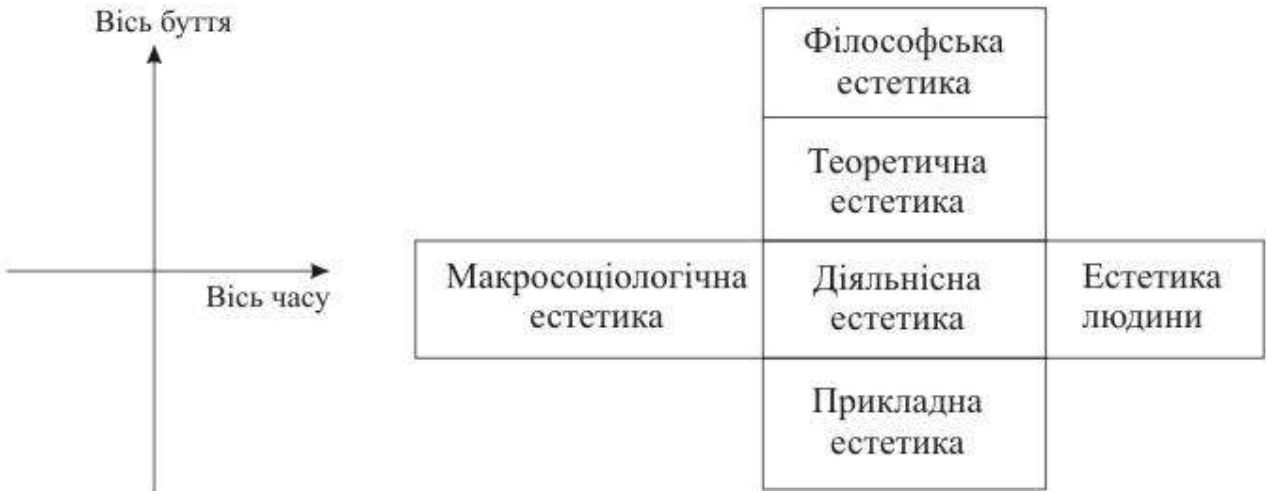 Вісь буття
Вісь часу
Філософська
естетика
Теоретична
естетика
Макросоціологічна
естетика
Діяльнісна
естетика
Естетика
людини
Прикладна
естетика